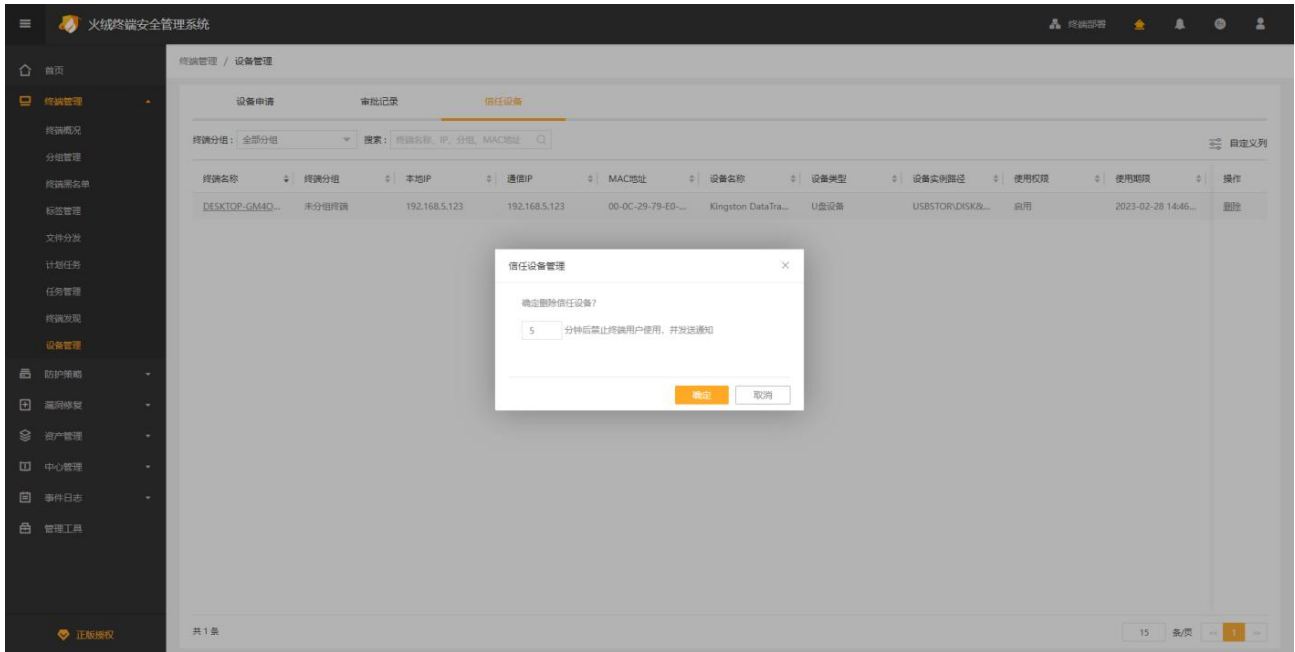 火绒终端安全管理系统
终端部署
首页
终端管理 / 设备管理
终端管理
终端概况
分组管理
终端黑名单
标签管理
文件分发
计划任务
任务管理
终端发现
设备管理
防护策略
漏洞修复
资产管理
中心管理
事件日志
管理工具
正版授权
设备申请 审批记录 信任设备
终端分组: 全部分组 搜索: 终端名称、IP、分组、MAC地址
自定义列
终端名称 终端分组 本地IP 通信IP MAC地址 设备名称 设备类型 设备实例路径 使用权限 使用期限 操作
DESKTOP-GM4O... 未分组终端 192.168.5.123 192.168.5.123 00-0C-29-79-E0-... Kingston DataTra... U盘设备 USBSTOR\DISK&... 启用 2023-02-28 14:46... 删除
信任设备管理
确定删除信任设备?
5 分钟后禁止终端用户使用，并发送通知
确定 取消
共 1 条
15 条/页 1